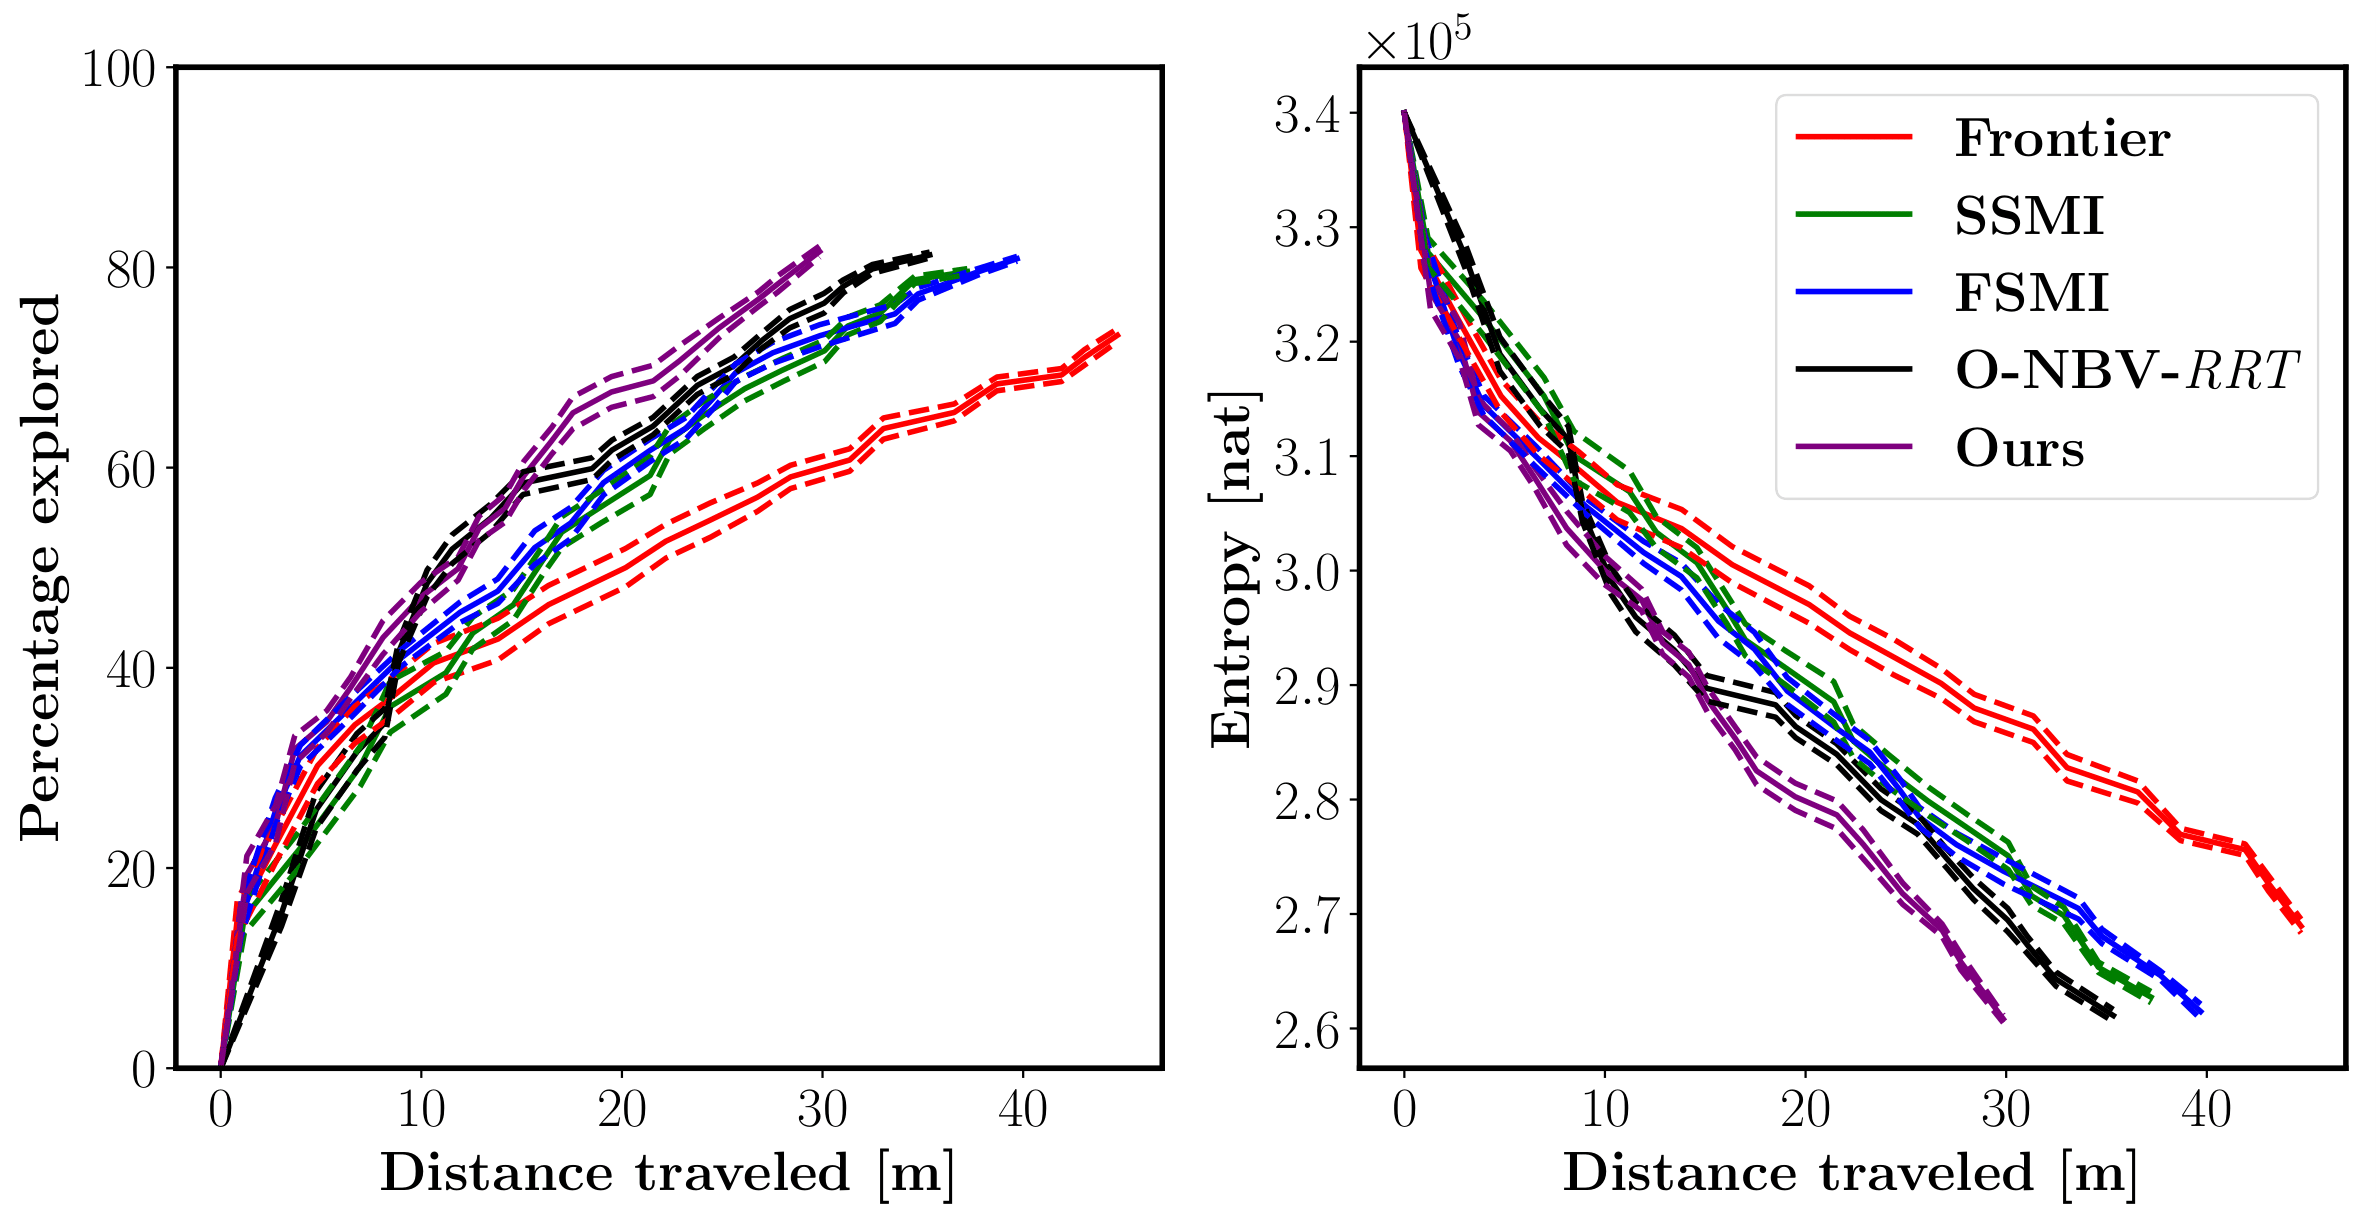 Percentage explored
100
80
60
40
20
0
0 10 20 30 40
Distance traveled [m]
×10⁵
Entropy [nat]
3.4
3.3
3.2
3.1
3.0
2.9
2.8
2.7
2.6
0 10 20 30 40
Distance traveled [m]
Frontier
SSMI
FSMI
O-NBV-RRT
Ours